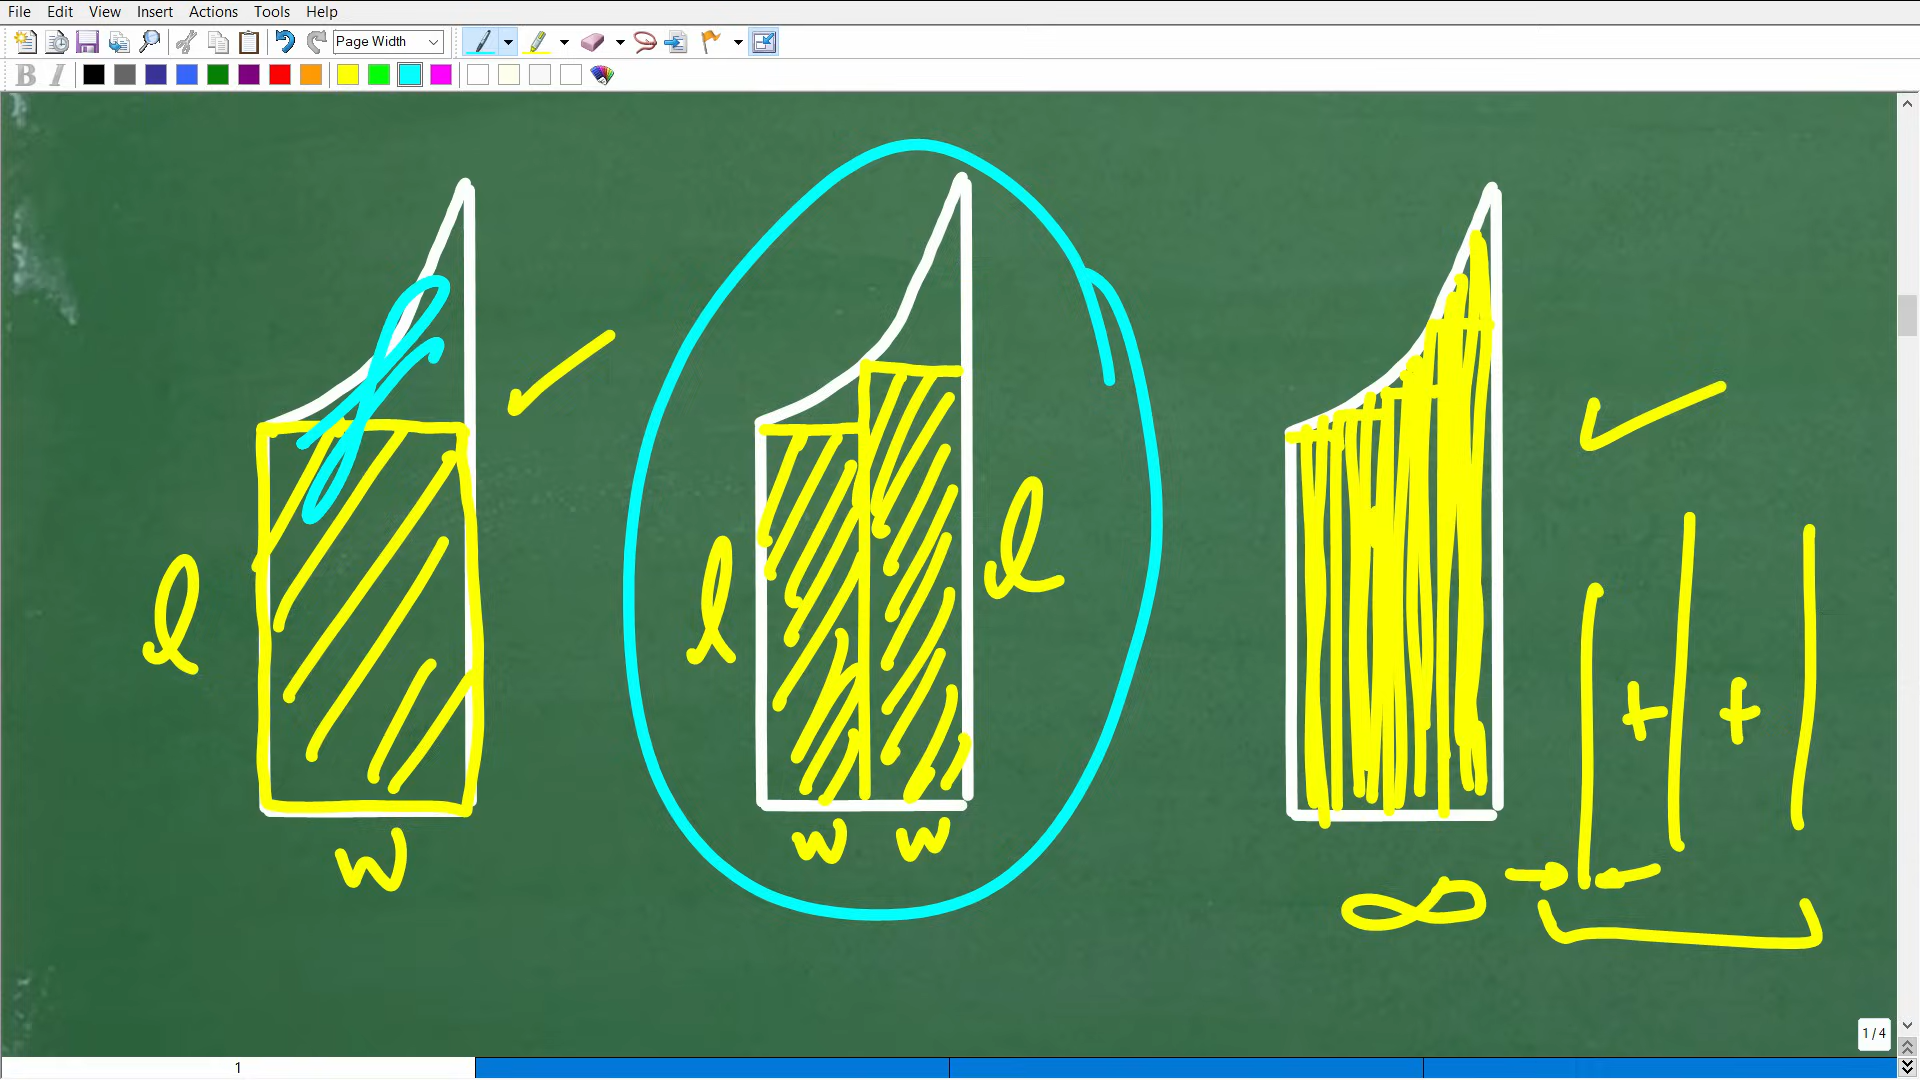 File Edit View Insert Actions Tools Help
Page Width
B I
l l l
+ +
w w w
∞
1 / 4
1